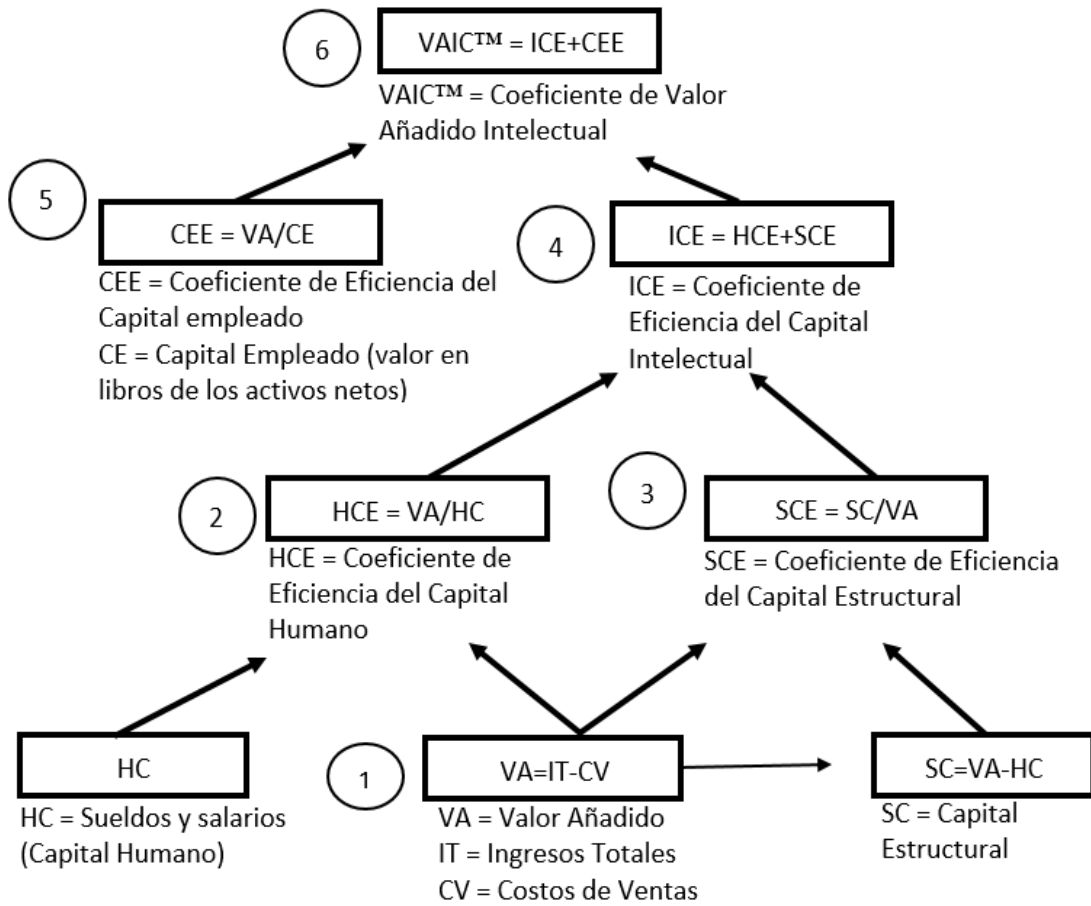 6
VAIC™ = ICE+CEE
VAIC™ = Coeficiente de Valor
Añadido Intelectual
5
CEE = VA/CE
CEE = Coeficiente de Eficiencia del
Capital empleado
CE = Capital Empleado (valor en
libros de los activos netos)
4
ICE = HCE+SCE
ICE = Coeficiente de
Eficiencia del Capital
Intelectual
2
HCE = VA/HC
HCE = Coeficiente de
Eficiencia del Capital
Humano
3
SCE = SC/VA
SCE = Coeficiente de Eficiencia
del Capital Estructural
HC
HC = Sueldos y salarios
(Capital Humano)
1
VA=IT-CV
VA = Valor Añadido
IT = Ingresos Totales
CV = Costos de Ventas
SC=VA-HC
SC = Capital
Estructural